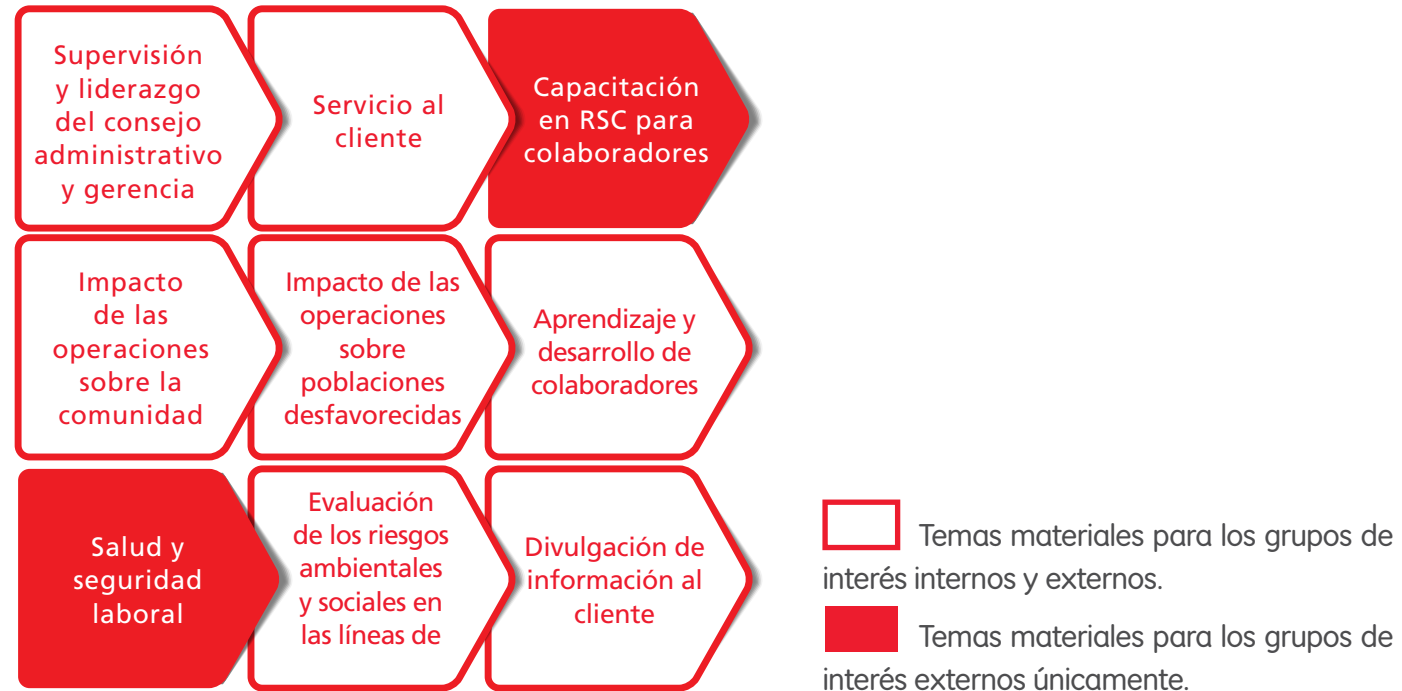 Supervisión
y liderazgo
del consejo
administrativo
y gerencia
Servicio al
cliente
Capacitación
en RSC para
colaboradores
Impacto
de las
operaciones
sobre la
comunidad
Impacto de las
operaciones
sobre
poblaciones
desfavorecidas
Aprendizaje y
desarrollo de
colaboradores
Salud y
seguridad
laboral
Evaluación
de los riesgos
ambientales
y sociales en
las líneas de
Divulgación de
información al
cliente
Temas materiales para los grupos de
interés internos y externos.
Temas materiales para los grupos de
interés externos únicamente.